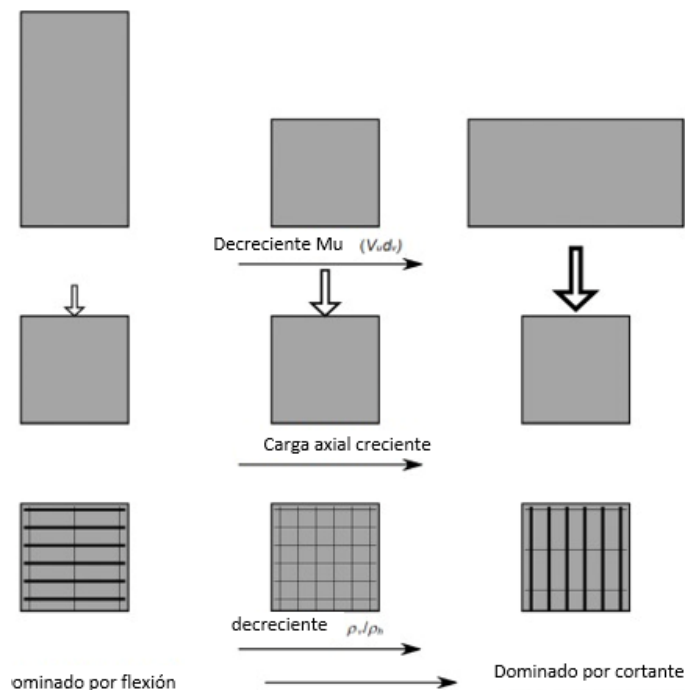 Decreciente Mu (Vᵤdᵥ)
Carga axial creciente
decreciente ρᵥ/ρₕ
ominado por flexión
Dominado por cortante